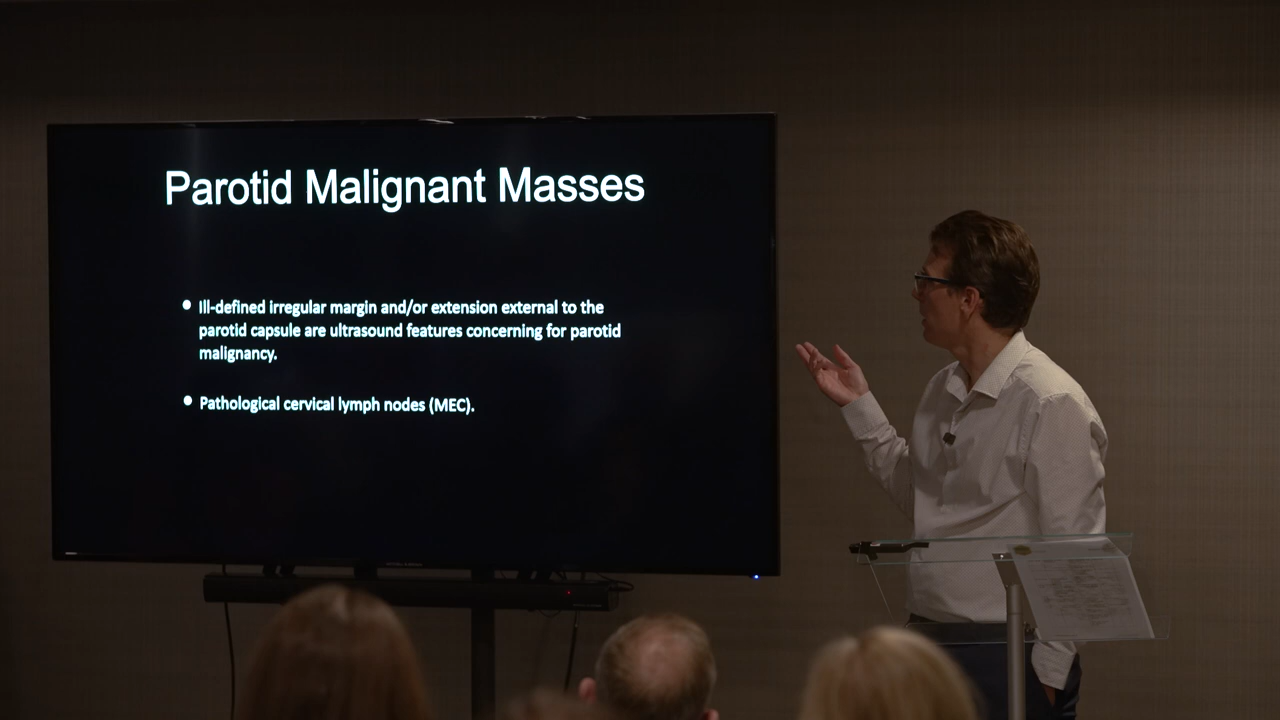 Parotid Malignant Masses
• Ill-defined irregular margin and/or extension external to the
parotid capsule are ultrasound features concerning for parotid
malignancy.
• Pathological cervical lymph nodes (MEC).